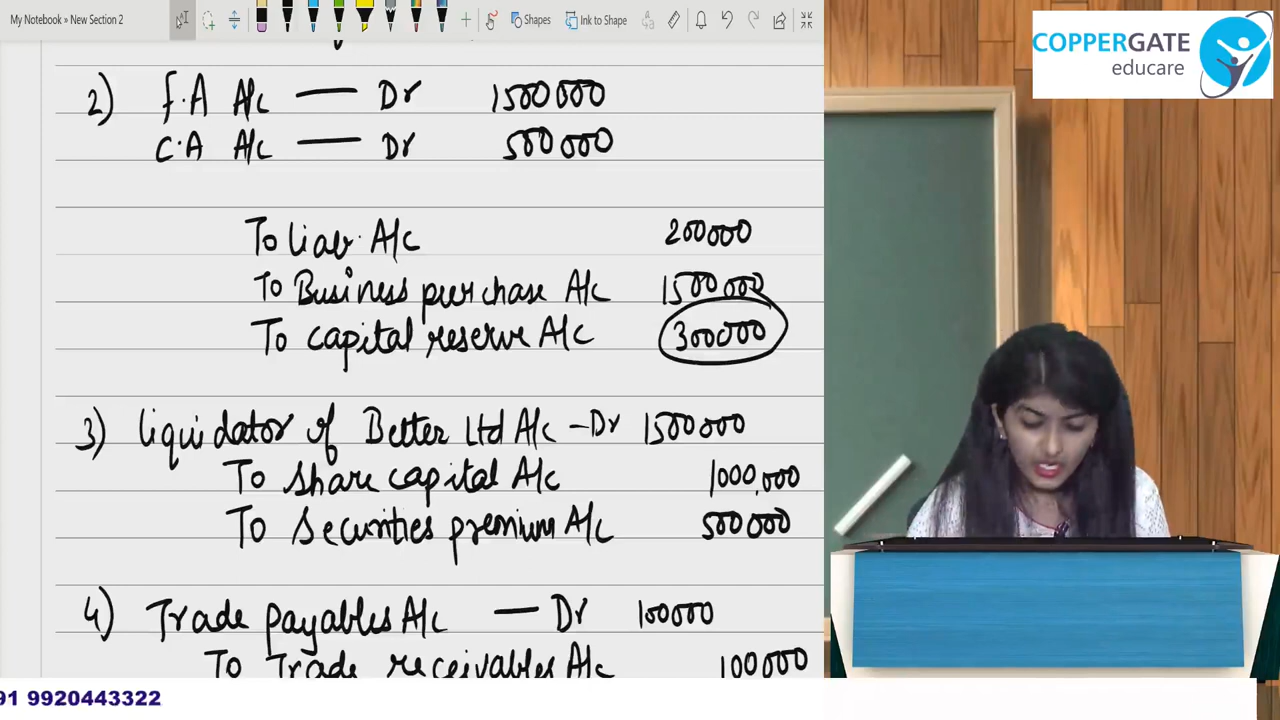 My Notebook » New Section 2
Shapes
Ink to Shape
COPPERGATE
educare
2) F.A A/c — Dr 1500000
C.A A/c — Dr 500000
To Liab. A/c 200000
To Business purchase A/c 1500000
To capital reserve A/c 300000
3) Liquidator of Better Ltd A/c - Dr 1500000
To Share capital A/c 1000,000
To Securities premium A/c 500000
4) Trade payables A/c — Dr 100000
To Trade receivables A/c 100000
91 9920443322